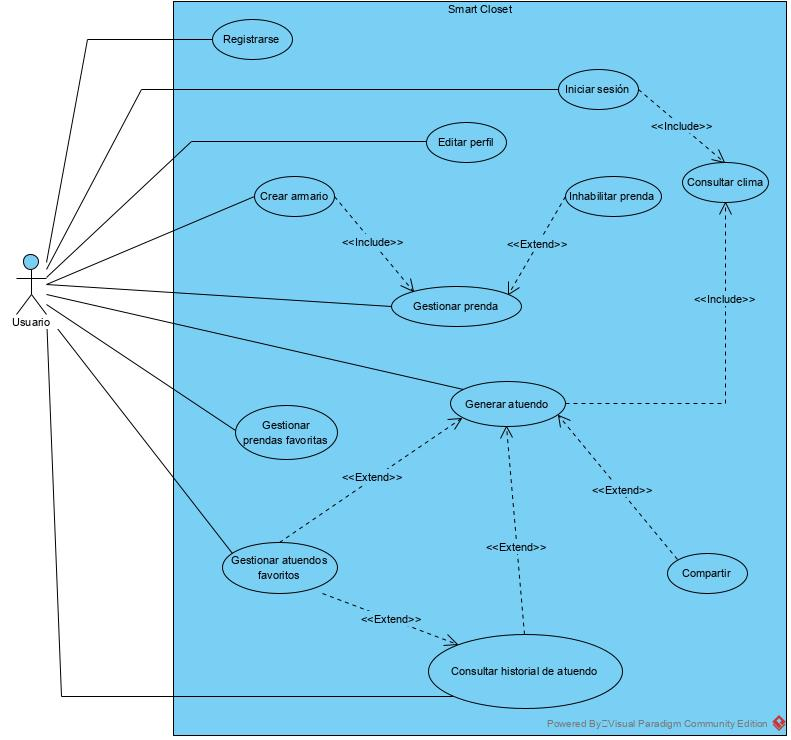 Smart Closet
Registrarse
Iniciar sesión
<<Include>>
Editar perfil
Consultar clima
Crear armario
Inhabilitar prenda
<<Include>>
<<Extend>>
<<Include>>
Gestionar prenda
Usuario
Generar atuendo
Gestionar
prendas favoritas
<<Extend>>
<<Extend>>
<<Extend>>
Gestionar atuendos
favoritos
Compartir
<<Extend>>
Consultar historial de atuendo
Powered By Visual Paradigm Community Edition